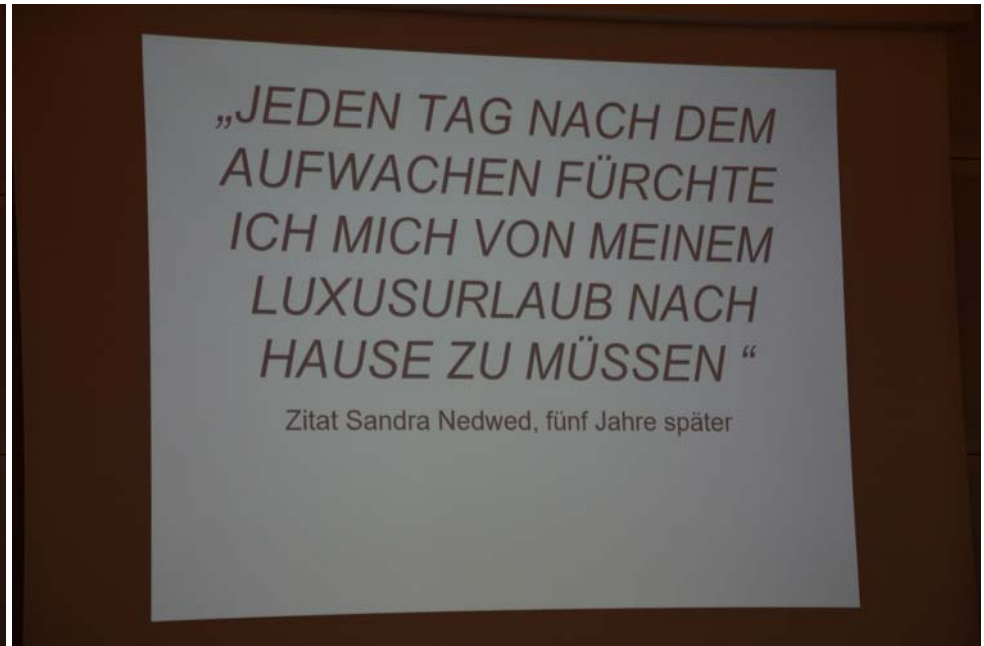 „JEDEN TAG NACH DEM
AUFWACHEN FÜRCHTE
ICH MICH VON MEINEM
LUXUSURLAUB NACH
HAUSE ZU MÜSSEN “
Zitat Sandra Nedwed, fünf Jahre später